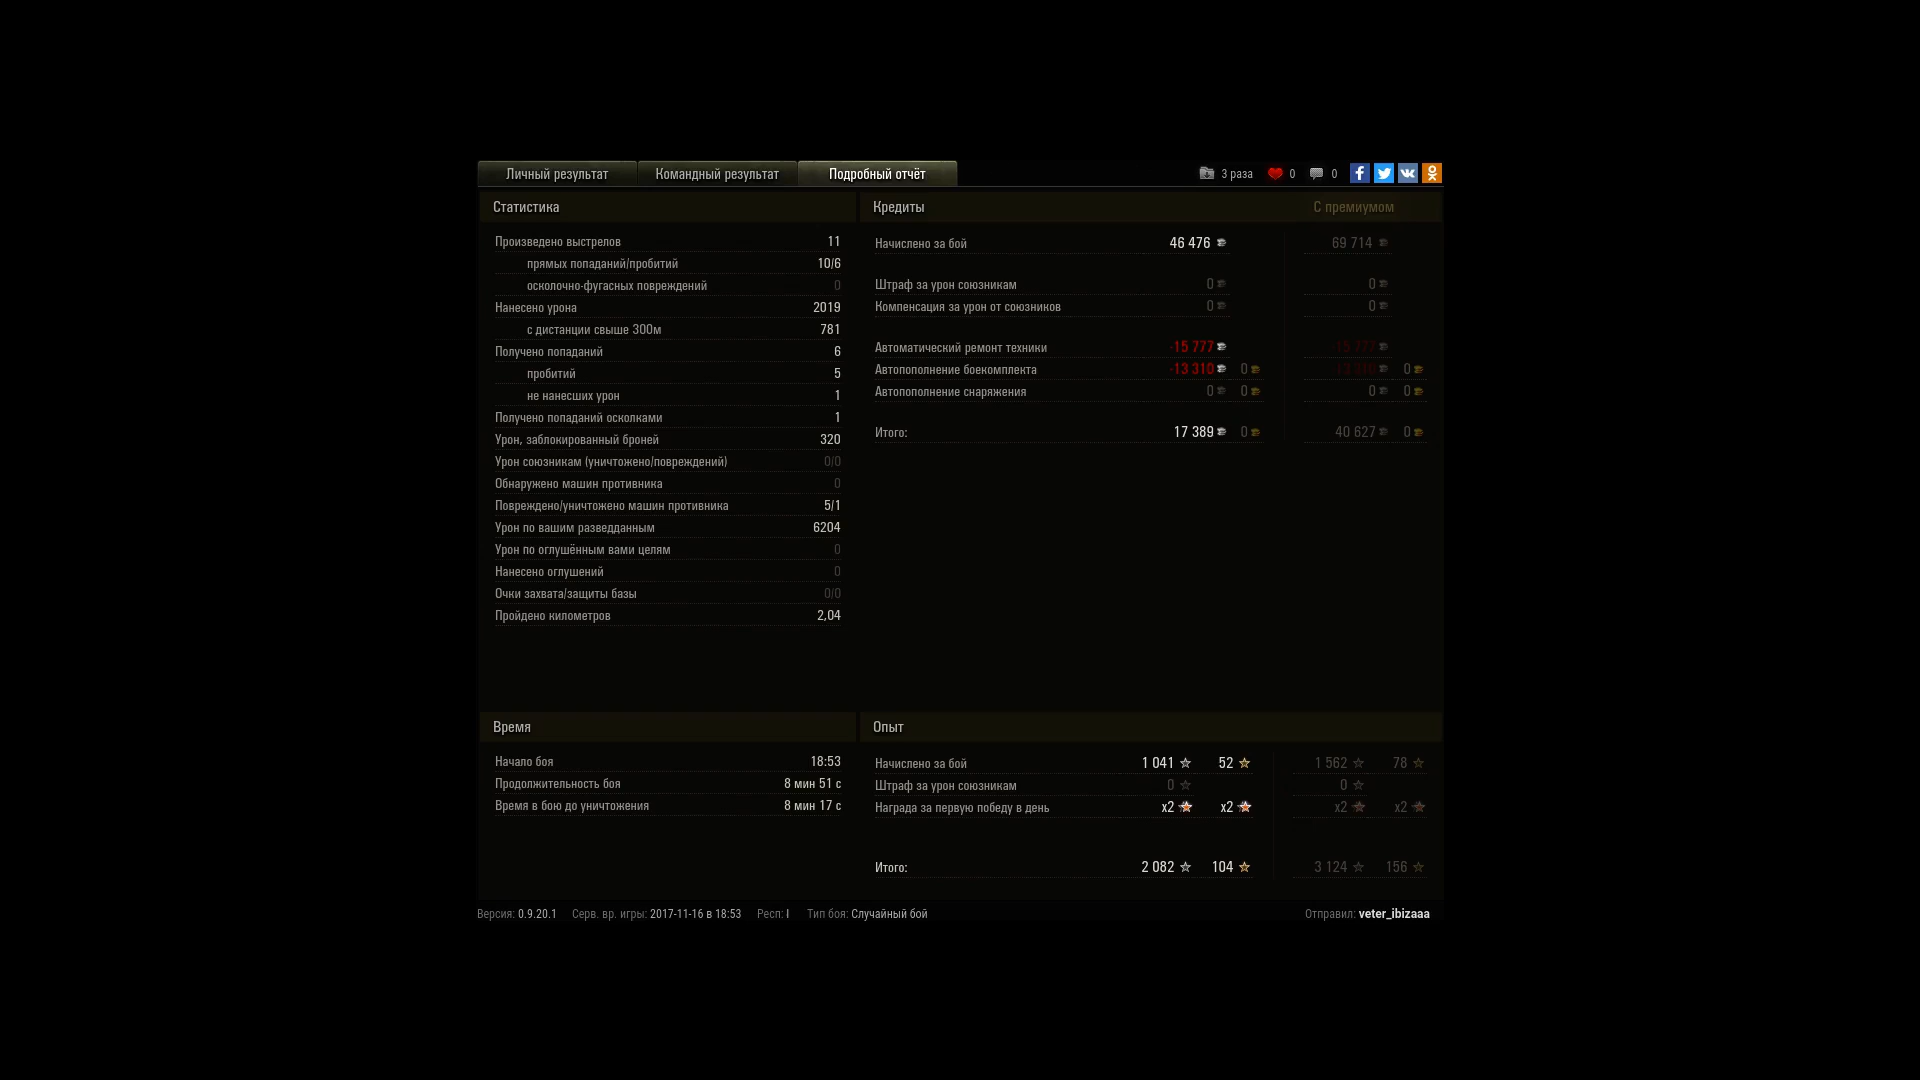 Личный результат Командный результат Подробный отчёт 3 раза 0 0
Статистика
Произведено выстрелов 11
прямых попаданий/пробитий 10/6
осколочно-фугасных повреждений 0
Нанесено урона 2019
с дистанции свыше 300м 781
Получено попаданий 6
пробитий 5
не нанесших урон 1
Получено попаданий осколками 1
Урон, заблокированный броней 320
Урон союзникам (уничтожено/повреждений) 0/0
Обнаружено машин противника 0
Повреждено/уничтожено машин противника 5/1
Урон по вашим разведданным 6204
Урон по оглушённым вами целям 0
Нанесено оглушений 0
Очки захвата/защиты базы 0/0
Пройдено километров 2,04
Кредиты С премиумом
Начислено за бой 46 476 69 714
Штраф за урон союзникам 0 0
Компенсация за урон от союзников 0 0
Автоматический ремонт техники -15 777 -15 777
Автопополнение боекомплекта -13 310 0 -13 310 0
Автопополнение снаряжения 0 0 0 0
Итого: 17 389 0 40 627 0
Время
Начало боя 18:53
Продолжительность боя 8 мин 51 с
Время в бою до уничтожения 8 мин 17 с
Опыт
Начислено за бой 1 041 52 1 562 78
Штраф за урон союзникам 0 0
Награда за первую победу в день x2 x2 x2 x2
Итого: 2 082 104 3 124 156
Версия: 0.9.20.1 Серв. вр. игры: 2017-11-16 в 18:53 Респ: I Тип боя: Случайный бой Отправил: veter_ibizaaa